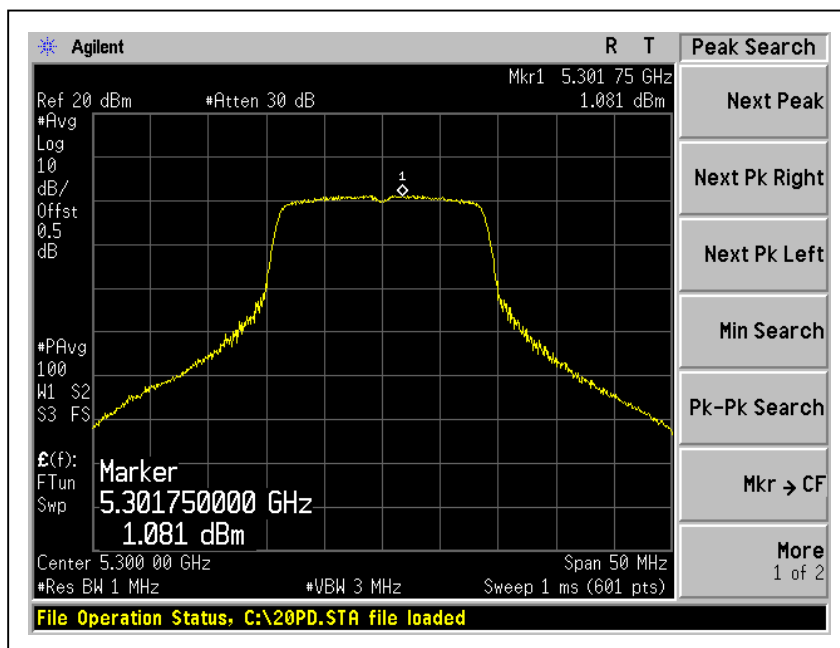 Agilent R T
Mkr1 5.301 75 GHz
Ref 20 dBm #Atten 30 dB 1.081 dBm
#Avg
Log
10
dB/
Offst
0.5
dB
1
#PAvg
100
W1 S2
S3 FS
£(f):
FTun
Swp
Marker
5.301750000 GHz
1.081 dBm
Center 5.300 00 GHz Span 50 MHz
#Res BW 1 MHz #VBW 3 MHz Sweep 1 ms (601 pts)
File Operation Status, C:\20PD.STA file loaded
Peak Search
Next Peak
Next Pk Right
Next Pk Left
Min Search
Pk-Pk Search
Mkr → CF
More
1 of 2